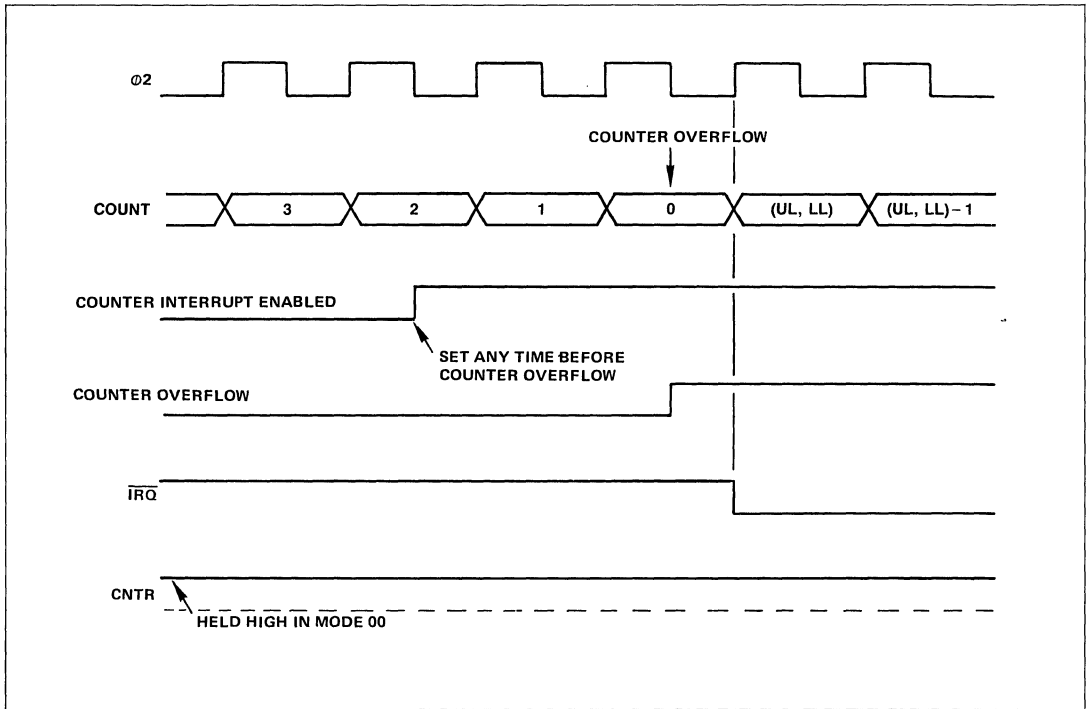 Φ2
COUNTER OVERFLOW
COUNT 3 2 1 0 (UL, LL) (UL, LL) – 1
COUNTER INTERRUPT ENABLED
SET ANY TIME BEFORE
COUNTER OVERFLOW
COUNTER OVERFLOW
IRQ
CNTR
HELD HIGH IN MODE 00